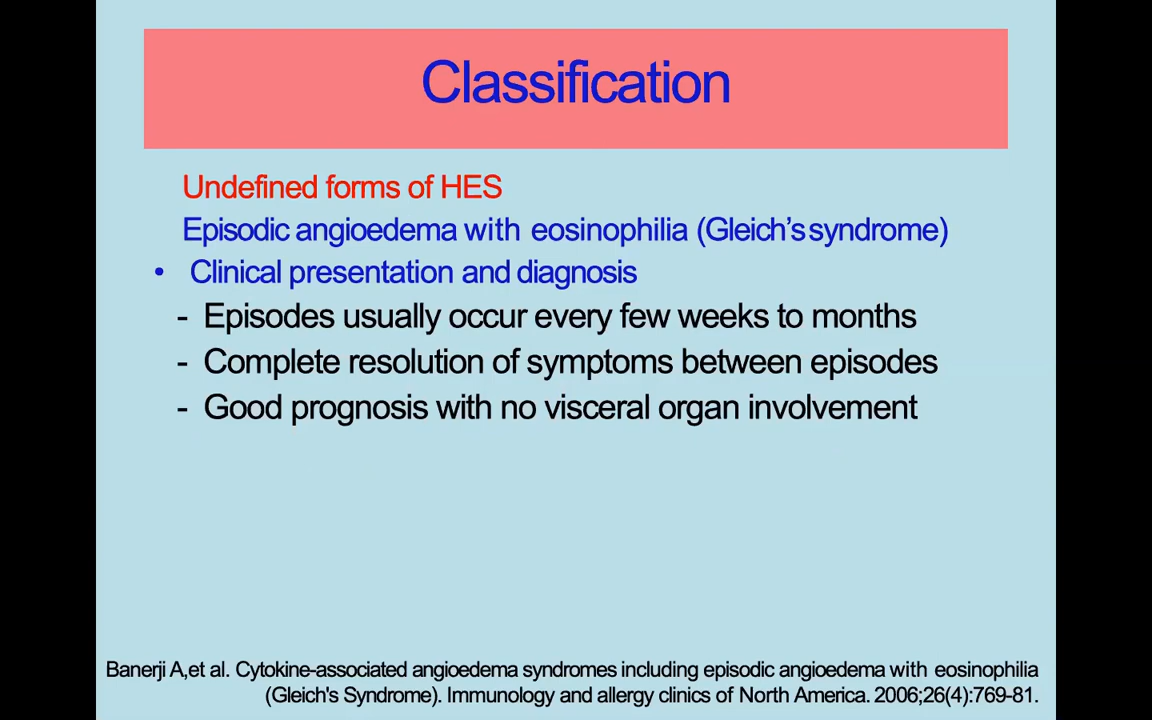 Classification
Undefined forms of HES
Episodic angioedema with eosinophilia (Gleich's syndrome)
• Clinical presentation and diagnosis
- Episodes usually occur every few weeks to months
- Complete resolution of symptoms between episodes
- Good prognosis with no visceral organ involvement
Banerji A,et al. Cytokine-associated angioedema syndromes including episodic angioedema with eosinophilia
(Gleich's Syndrome). Immunology and allergy clinics of North America. 2006;26(4):769-81.